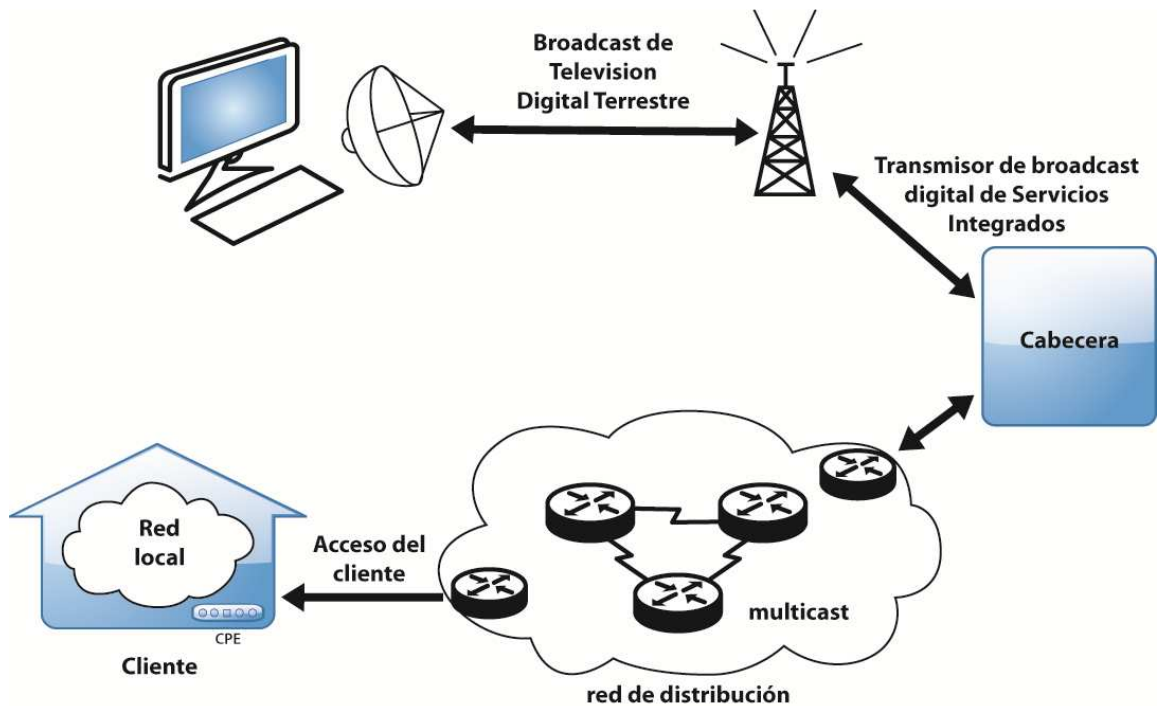 Broadcast de
Television
Digital Terrestre
Transmisor de broadcast
digital de Servicios
Integrados
Cabecera
Red
local
Acceso del
cliente
multicast
CPE
Cliente
red de distribución